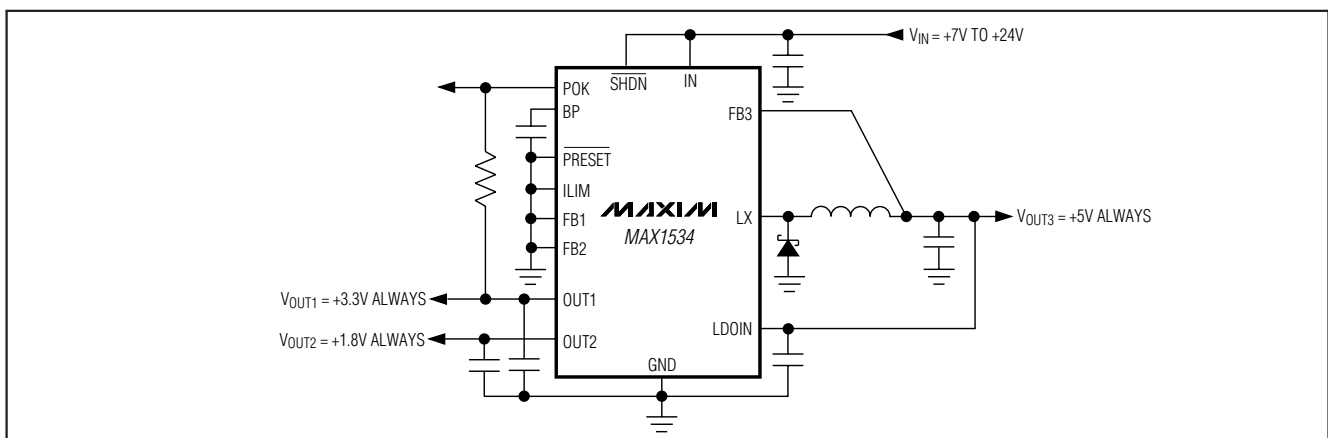 V_IN = +7V TO +24V
SHDN
IN
POK
BP
FB3
PRESET
ILIM
MAXIM
MAX1534
FB1
LX
V_OUT3 = +5V ALWAYS
FB2
V_OUT1 = +3.3V ALWAYS
OUT1
LDOIN
V_OUT2 = +1.8V ALWAYS
OUT2
GND